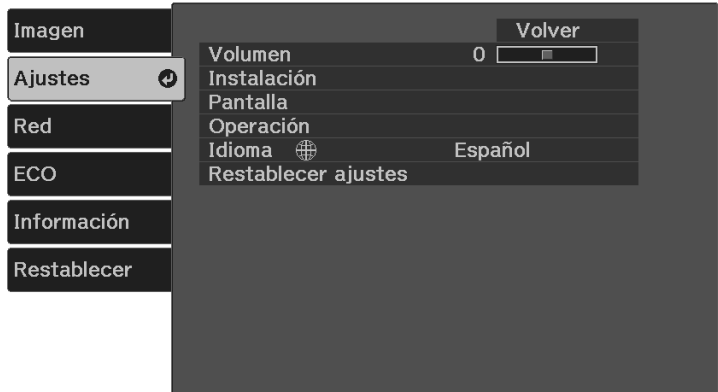 Imagen
Ajustes
Red
ECO
Información
Restablecer
Volver
Volumen 0
Instalación
Pantalla
Operación
Idioma Español
Restablecer ajustes